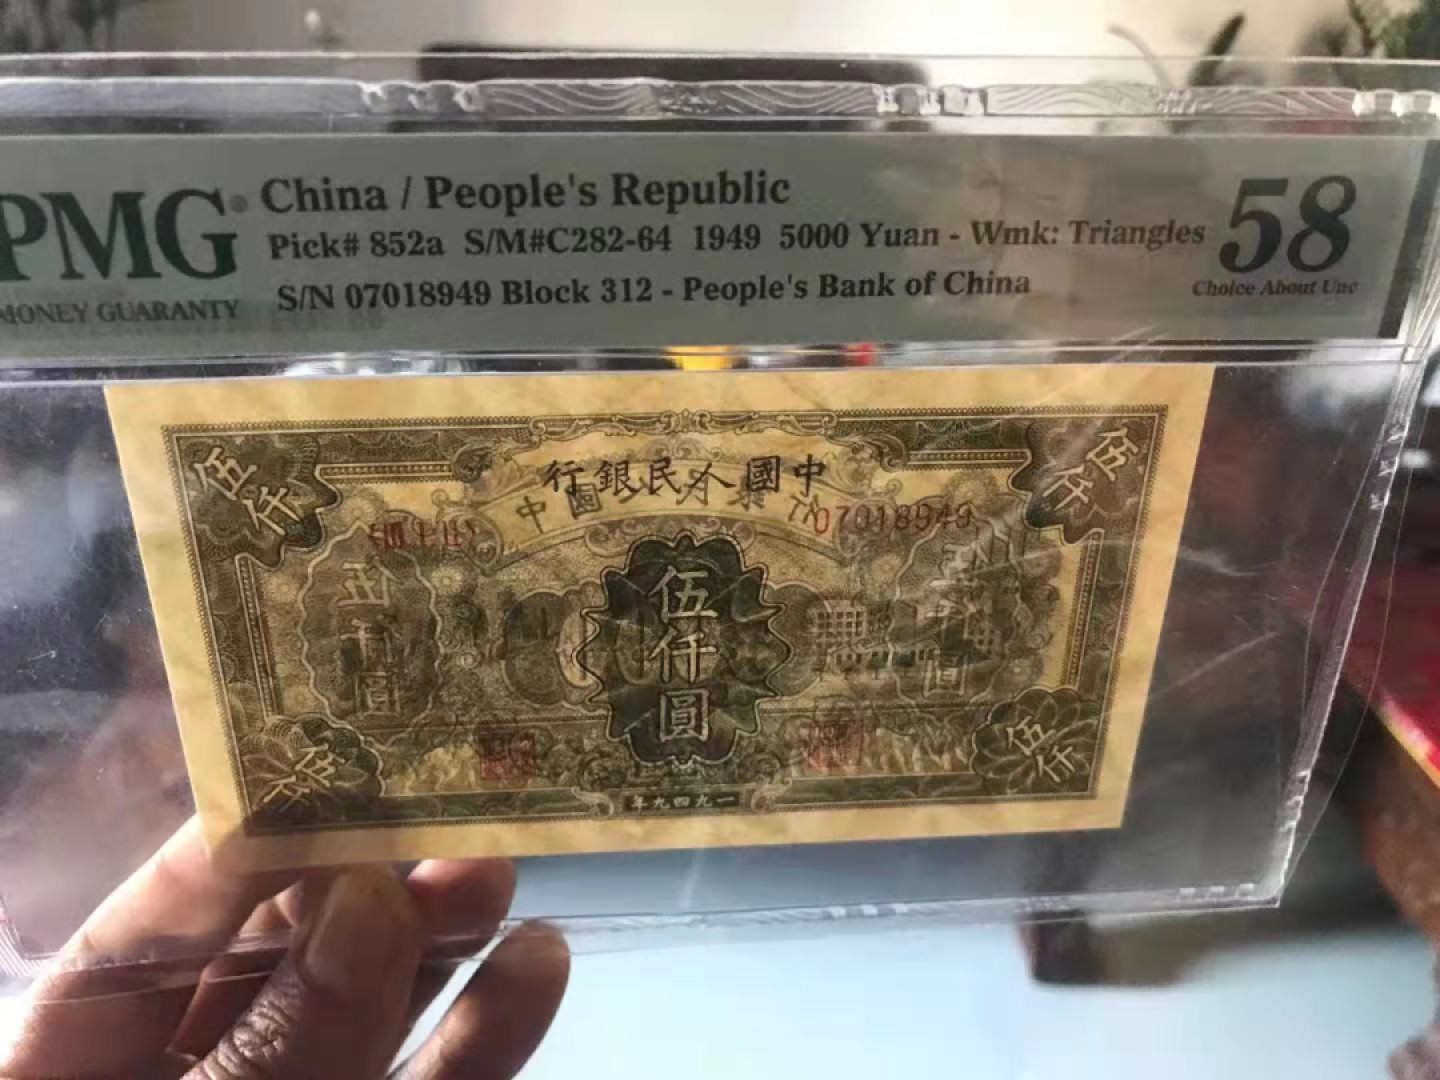 PMG®
MONEY GUARANTY
China / People's Republic
Pick# 852a S/M#C282-64 1949 5000 Yuan - Wmk: Triangles
S/N 07018949 Block 312 - People's Bank of China
58
Choice About Unc
伍仟
行銀民人國中
伍仟
07018949
伍仟圓
伍仟圓
伍仟
年九四九一